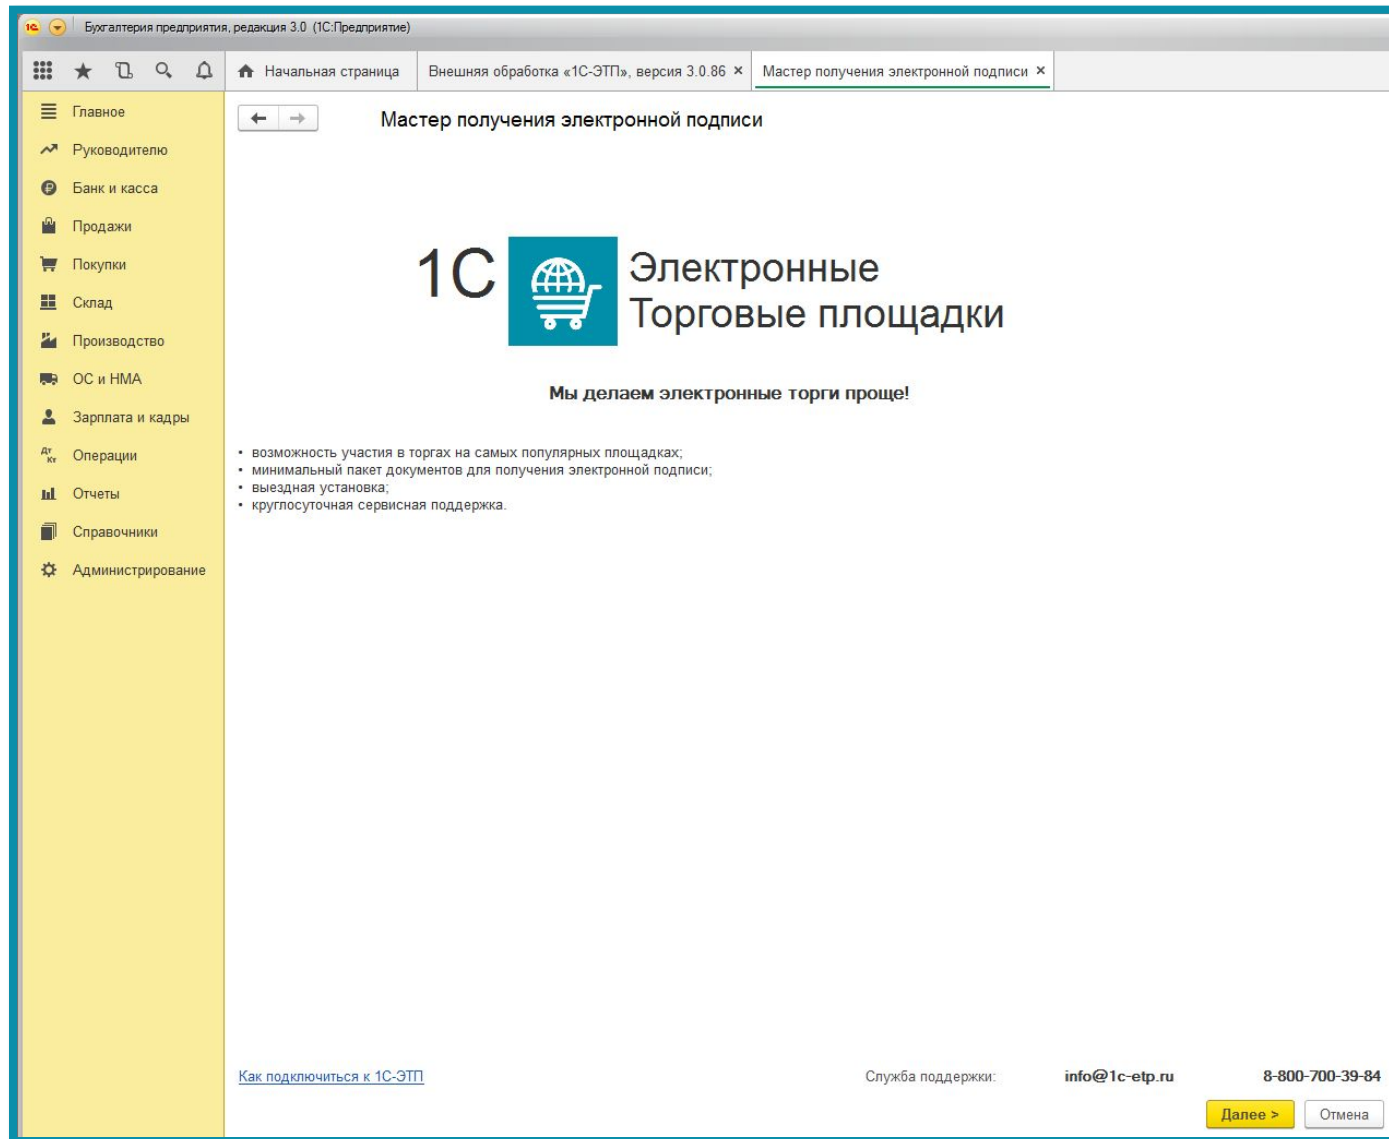 1С Бухгалтерия предприятия, редакция 3.0 (1С:Предприятие)
Начальная страница
Внешняя обработка «1С-ЭТП», версия 3.0.86 ×
Мастер получения электронной подписи ×
Главное
Руководителю
Банк и касса
Продажи
Покупки
Склад
Производство
ОС и НМА
Зарплата и кадры
Дт Кт Операции
Отчеты
Справочники
Администрирование
Мастер получения электронной подписи
1С
Электронные
Торговые площадки
Мы делаем электронные торги проще!
• возможность участия в торгах на самых популярных площадках;
• минимальный пакет документов для получения электронной подписи;
• выездная установка;
• круглосуточная сервисная поддержка.
Как подключиться к 1С-ЭТП
Служба поддержки: info@1c-etp.ru 8-800-700-39-84
Далее > Отмена